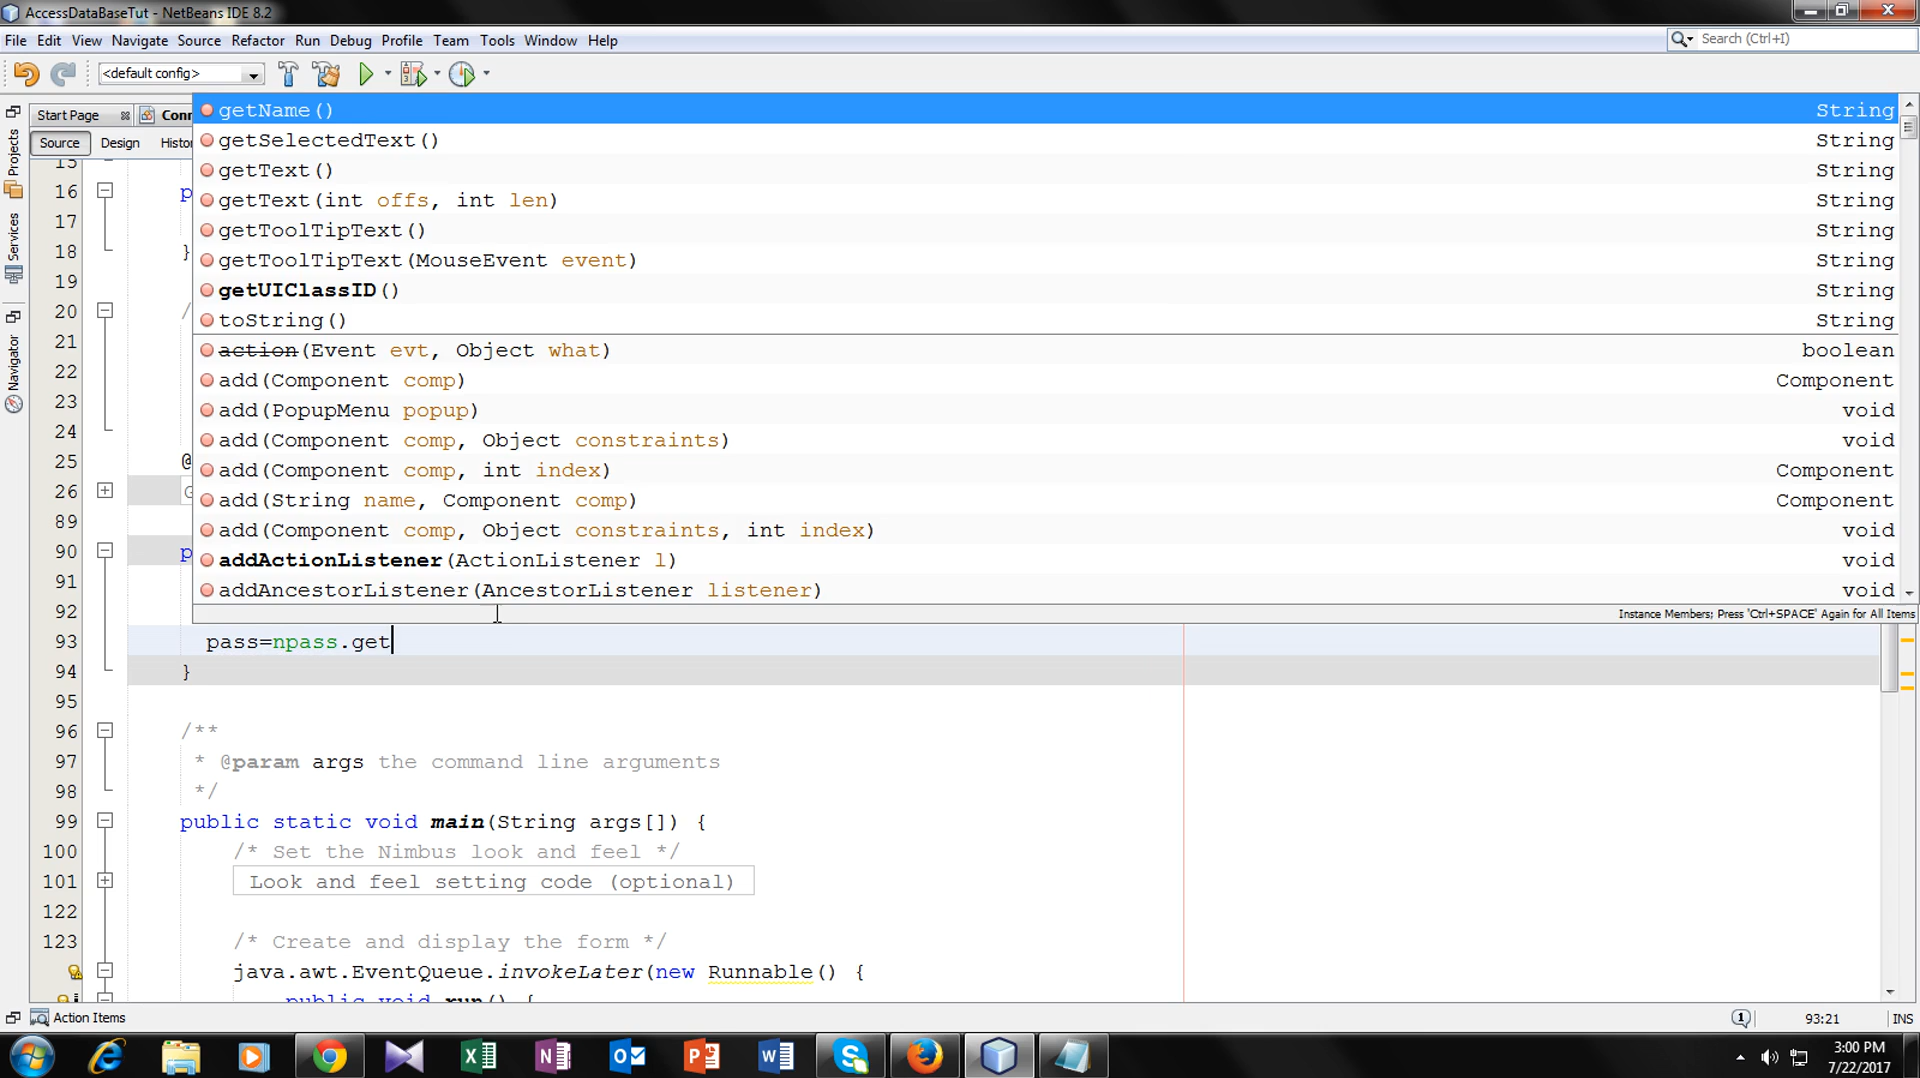 AccessDataBaseTut - NetBeans IDE 8.2
File Edit View Navigate Source Refactor Run Debug Profile Team Tools Window Help
Search (Ctrl+I)
<default config>
Start Page
Conn
Source Design Histor
Projects
Services
Navigator
getName() String
getSelectedText() String
getText() String
getText(int offs, int len) String
getToolTipText() String
getToolTipText(MouseEvent event) String
getUIClassID() String
toString() String
action(Event evt, Object what) boolean
add(Component comp) Component
add(PopupMenu popup) void
add(Component comp, Object constraints) void
add(Component comp, int index) Component
add(String name, Component comp) Component
add(Component comp, Object constraints, int index) void
addActionListener(ActionListener l) void
addAncestorListener(AncestorListener listener) void
Instance Members; Press 'Ctrl+SPACE' Again for All Items
15
16 p
17
18 }
19
20 /
21
22
23
24
25 @
26 G
89
90 p
91
92
93 pass=npass.get
94 }
95
96 /**
97 * @param args the command line arguments
98 */
99 public static void main(String args[]) {
100 /* Set the Nimbus look and feel */
101 Look and feel setting code (optional)
122
123 /* Create and display the form */
java.awt.EventQueue.invokeLater(new Runnable() {
public void run() {
Action Items
1
93:21
INS
3:00 PM
7/22/2017